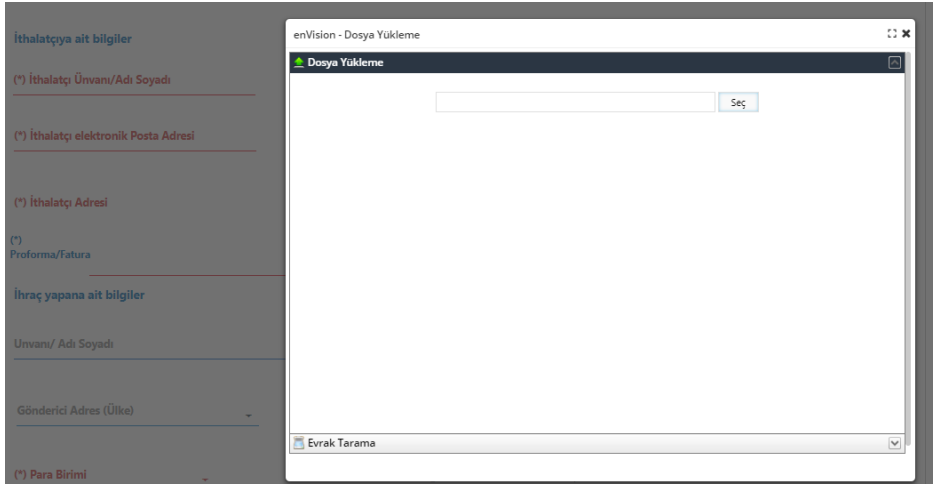 enVision - Dosya Yükleme
Dosya Yükleme
Seç
Evrak Tarama
İthalatçıya ait bilgiler
(*) İthalatçı Ünvanı/Adı Soyadı
(*) İthalatçı elektronik Posta Adresi
(*) İthalatçı Adresi
(*)
Proforma/Fatura
İhraç yapana ait bilgiler
Unvanı/ Adı Soyadı
Gönderici Adres (Ülke)
(*) Para Birimi